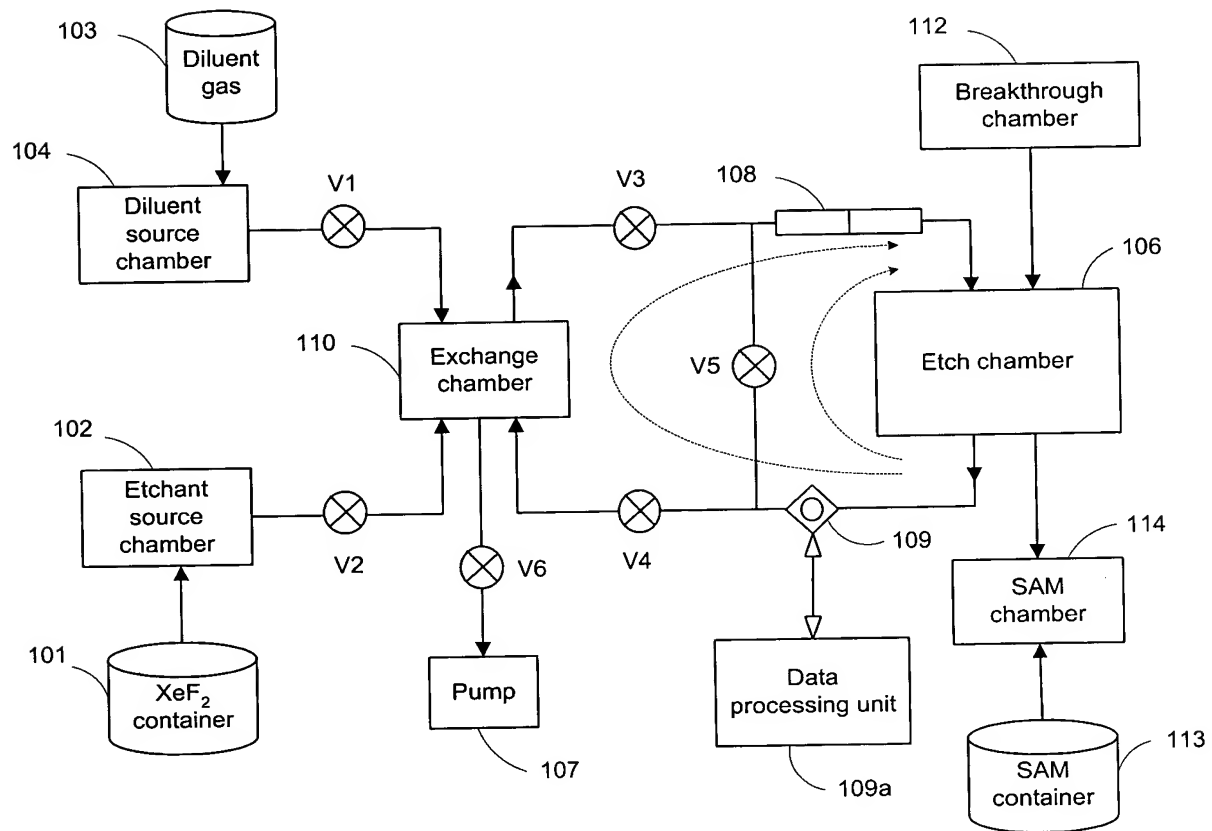 103
Diluent
gas
112
Breakthrough
chamber
104
Diluent
source
chamber
V1
V3
108
106
110
Exchange
chamber
V5
Etch chamber
102
Etchant
source
chamber
V2
V6
V4
109
114
SAM
chamber
101
XeF₂
container
Pump
Data
processing unit
107
109a
113
SAM
container